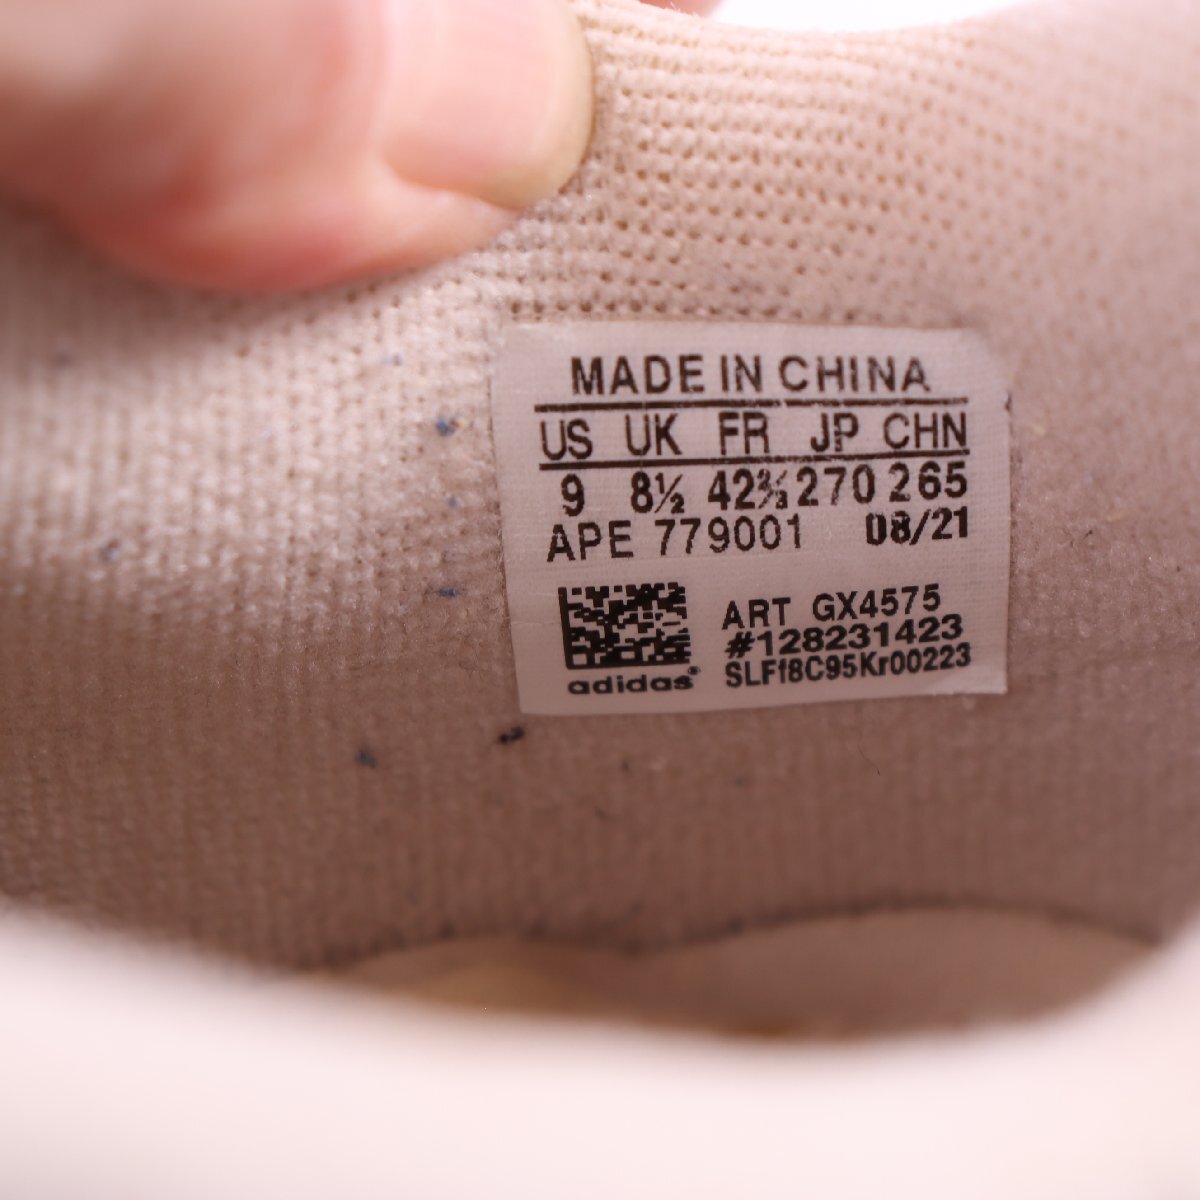 MADE IN CHINA
US UK FR JP CHN
9 8½ 42⅔ 270 265
APE 779001 08/21
ART GX4575
#128231423
SLFf8C95Kr00223
adidas®